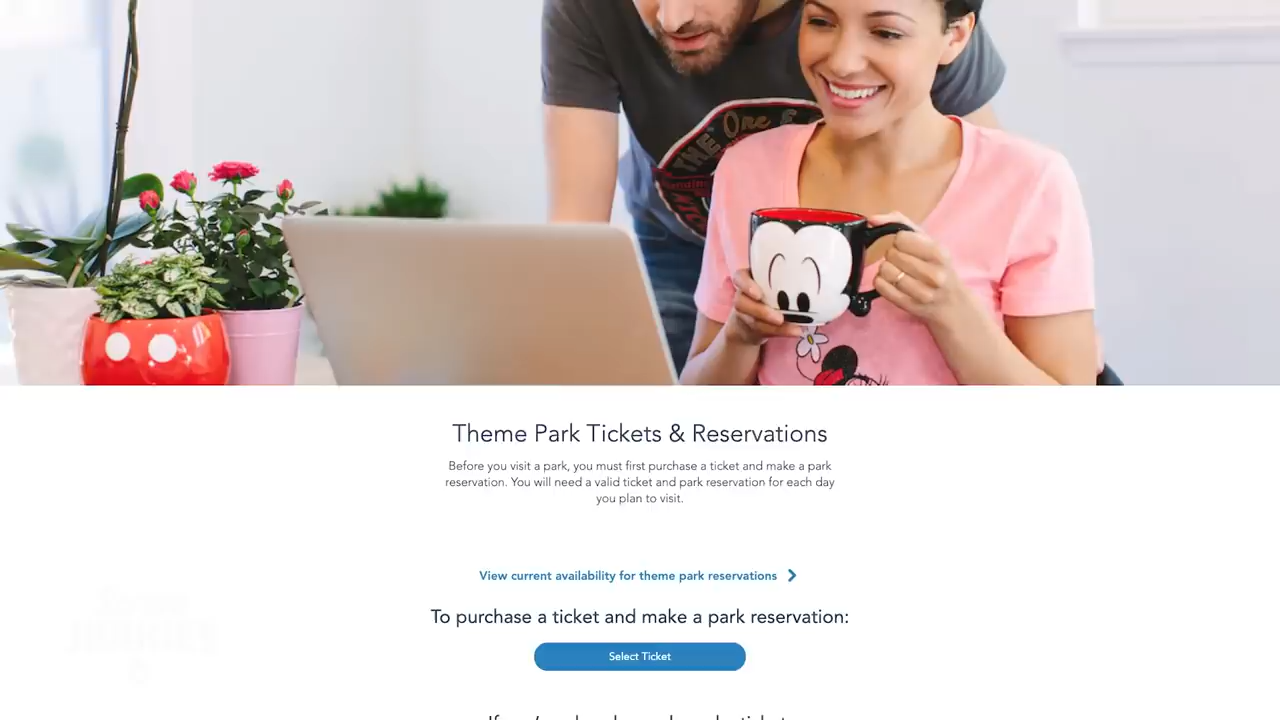 THE One &
Theme Park Tickets & Reservations
Before you visit a park, you must first purchase a ticket and make a park
reservation. You will need a valid ticket and park reservation for each day
you plan to visit.
View current availability for theme park reservations
To purchase a ticket and make a park reservation:
Select Ticket